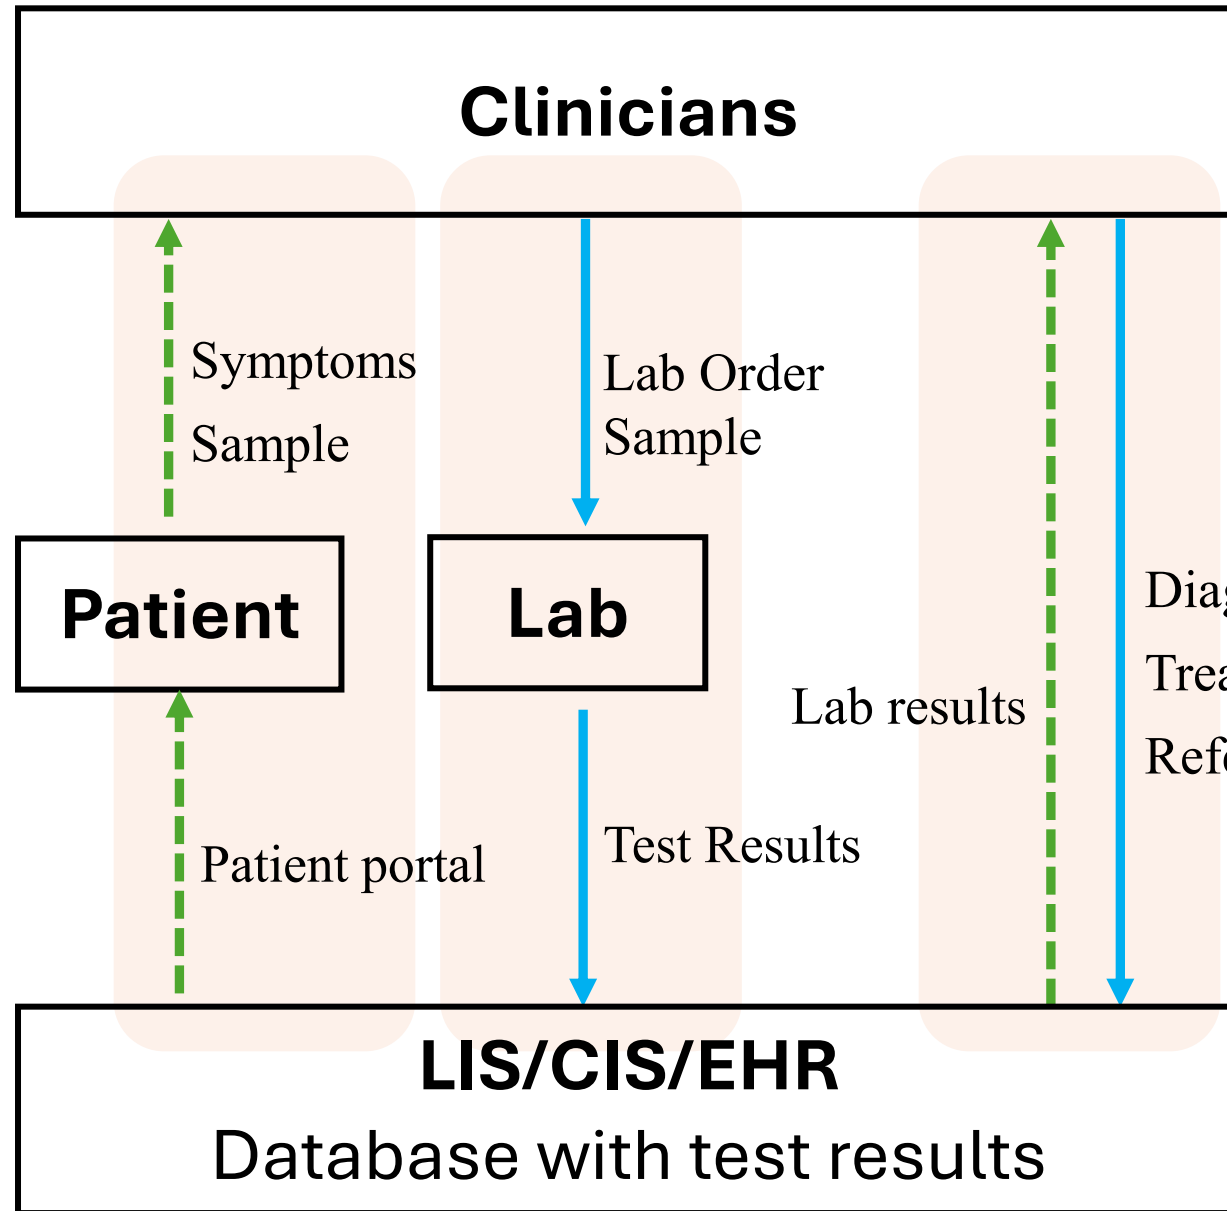 Clinicians
Symptoms
Sample
Lab Order
Sample
Patient
Lab
Lab results
Patient portal
Test Results
LIS/CIS/EHR
Database with test results